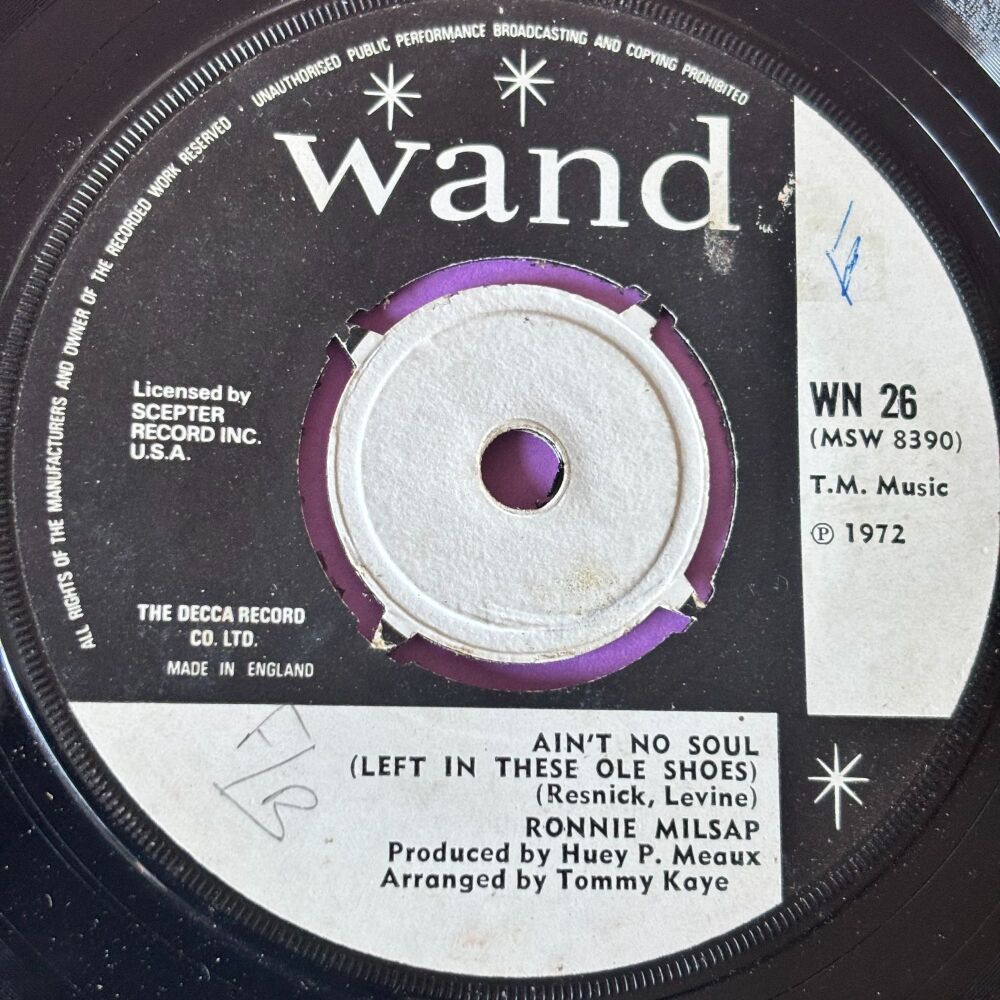 ALL RIGHTS OF THE MANUFACTURERS AND OWNER OF THE RECORDED WORK RESERVED UNAUTHORISED PUBLIC PERFORMANCE BROADCASTING AND COPYING PROHIBITED
wand
Licensed by
SCEPTER
RECORD INC.
U.S.A.
WN 26
(MSW 8390)
T.M. Music
℗ 1972
THE DECCA RECORD
CO. LTD.
MADE IN ENGLAND
AIN'T NO SOUL
(LEFT IN THESE OLE SHOES)
(Resnick, Levine)
RONNIE MILSAP
Produced by Huey P. Meaux
Arranged by Tommy Kaye